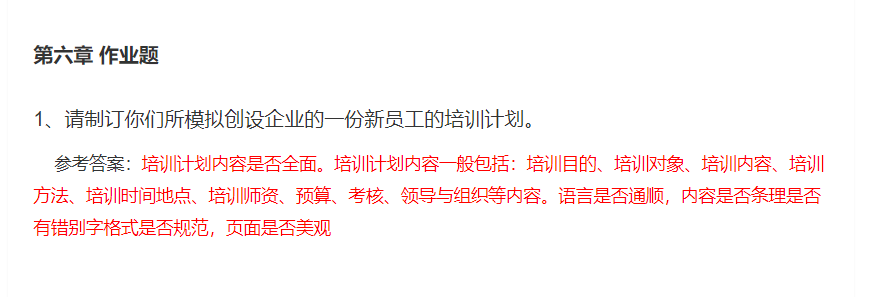 第六章 作业题
1、请制订你们所模拟创设企业的一份新员工的培训计划。
参考答案：培训计划内容是否全面。培训计划内容一般包括：培训目的、培训对象、培训内容、培训
方法、培训时间地点、培训师资、预算、考核、领导与组织等内容。语言是否通顺，内容是否条理是否
有错别字格式是否规范，页面是否美观